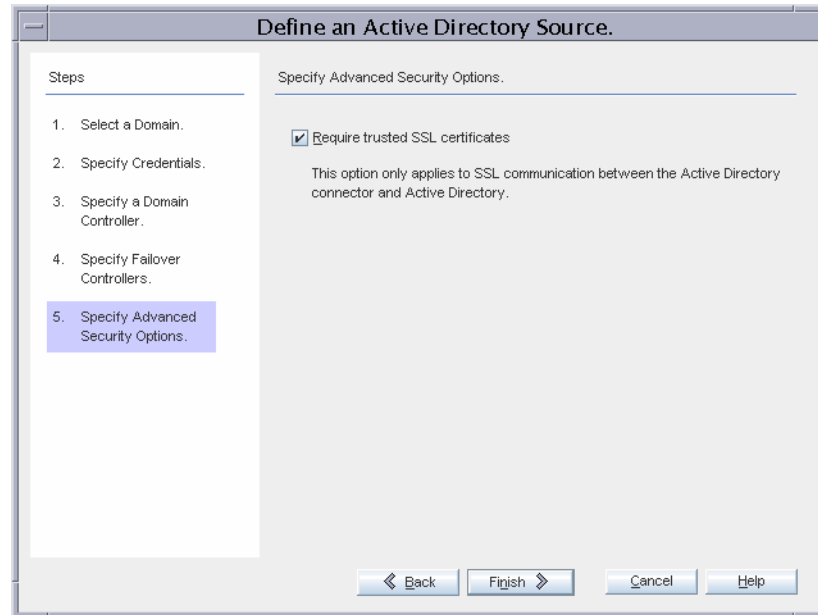 Define an Active Directory Source.
Steps
1. Select a Domain.
2. Specify Credentials.
3. Specify a Domain
Controller.
4. Specify Failover
Controllers.
5. Specify Advanced
Security Options.
Specify Advanced Security Options.
Require trusted SSL certificates
This option only applies to SSL communication between the Active Directory
connector and Active Directory.
Back
Finish
Cancel
Help